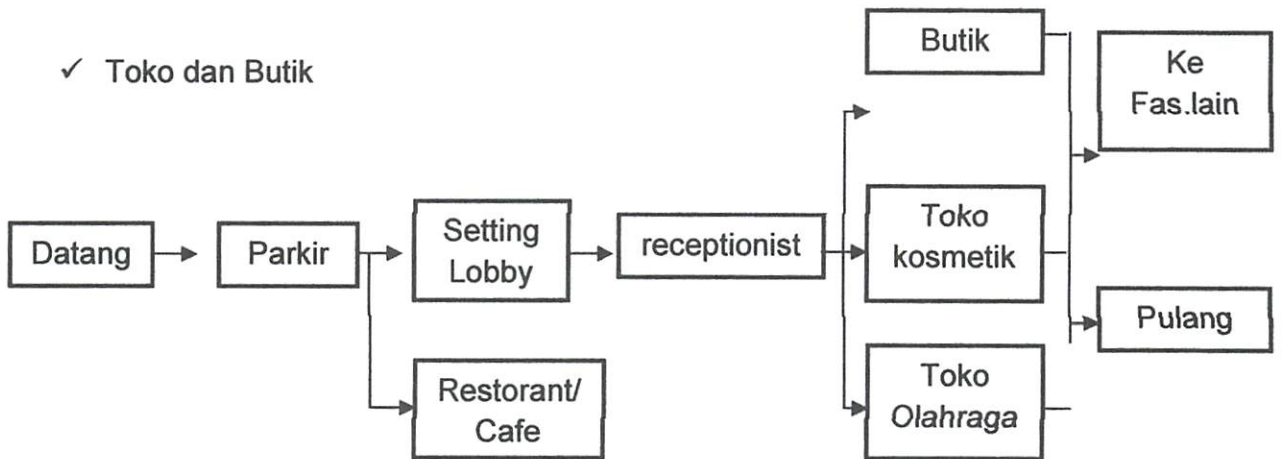 ✓ Toko dan Butik
Datang
Parkir
Setting
Lobby
Restorant/
Cafe
receptionist
Butik
Toko
kosmetik
Toko
Olahraga
Ke
Fas.lain
Pulang